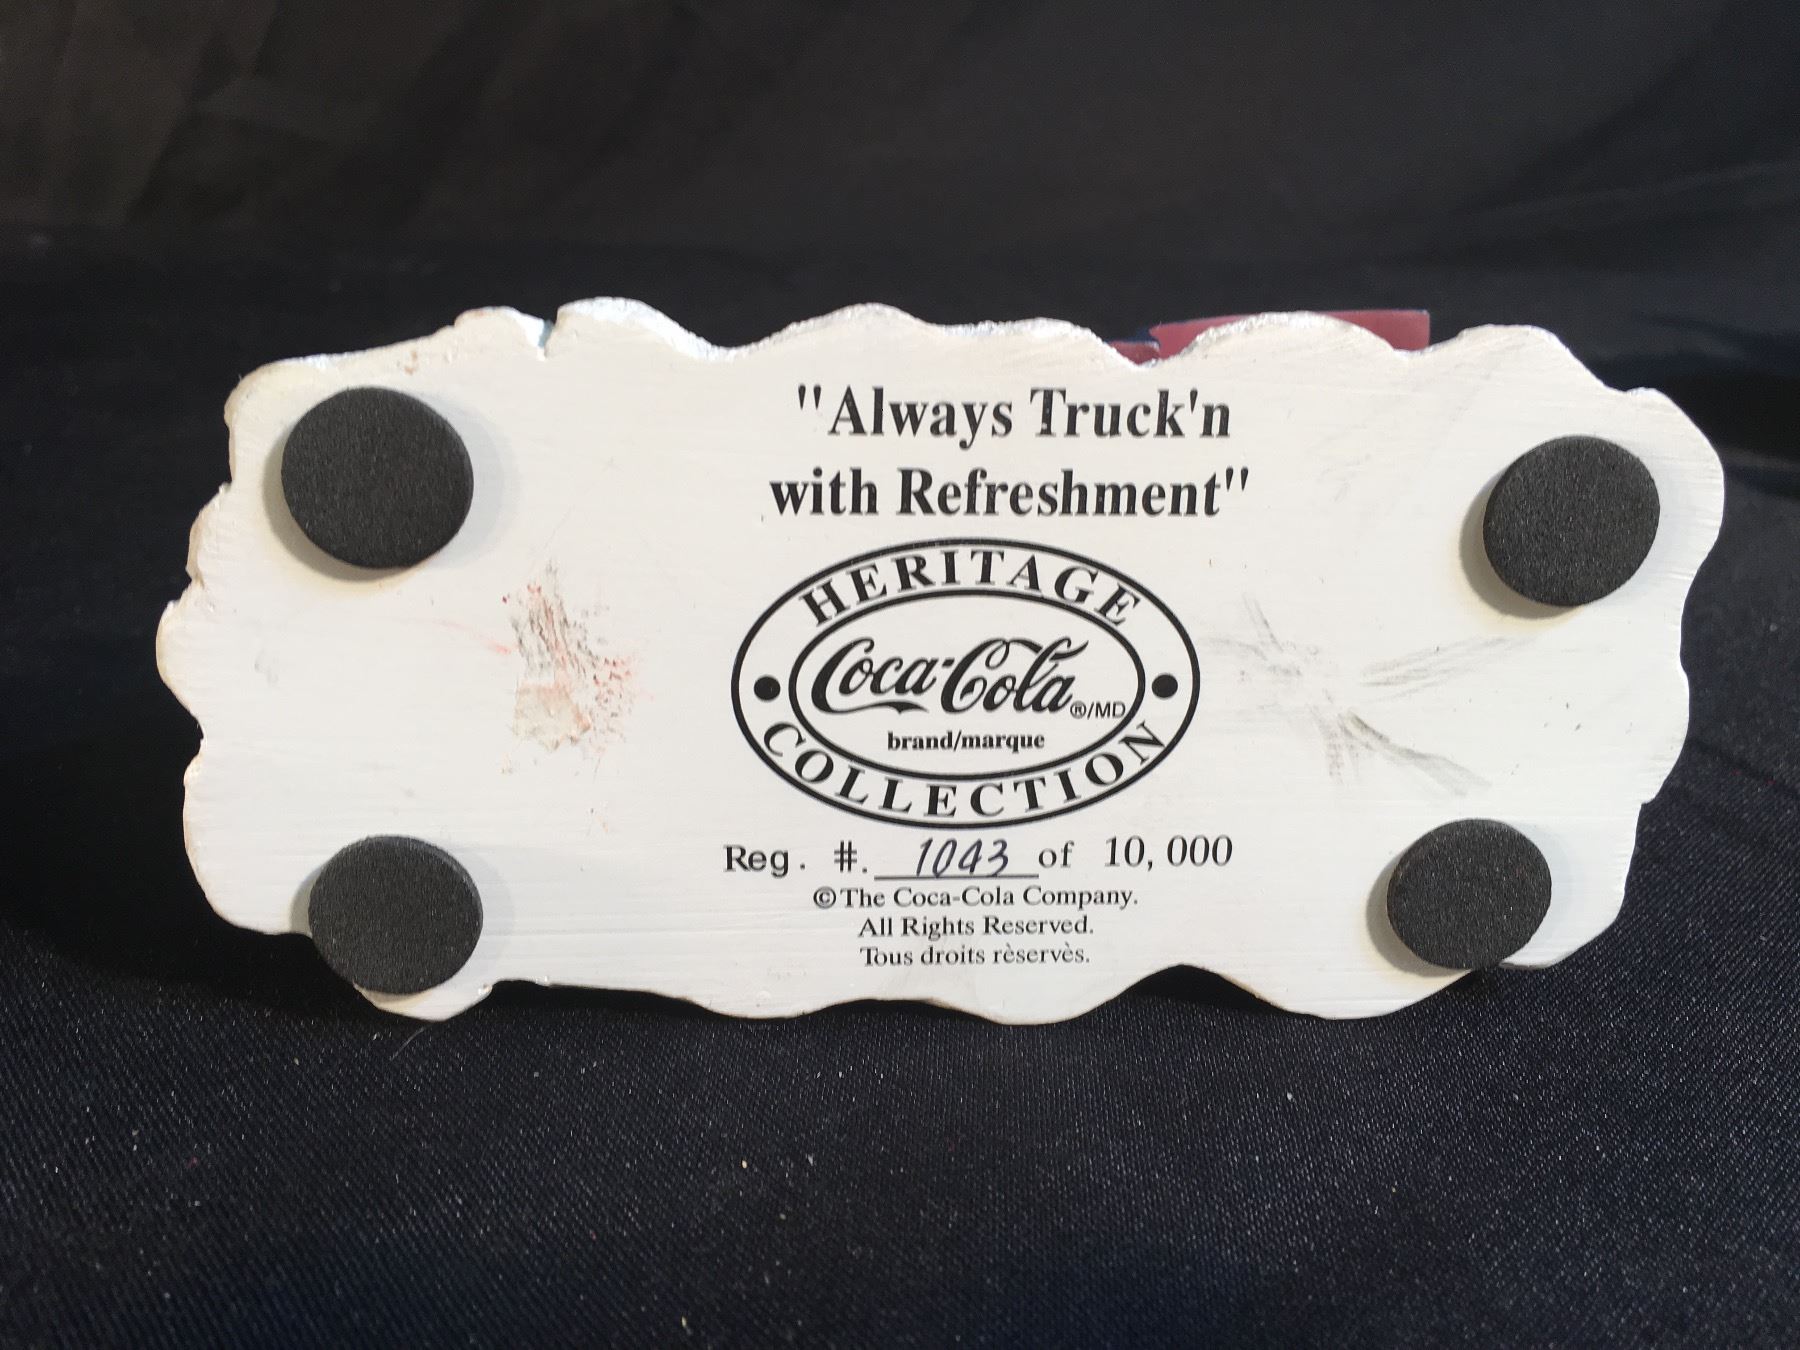 "Always Truck'n
with Refreshment"
HERITAGE
Coca-Cola ®/MD
brand/marque
COLLECTION
Reg. #. 1043 of 10,000
©The Coca-Cola Company.
All Rights Reserved.
Tous droits rèservès.